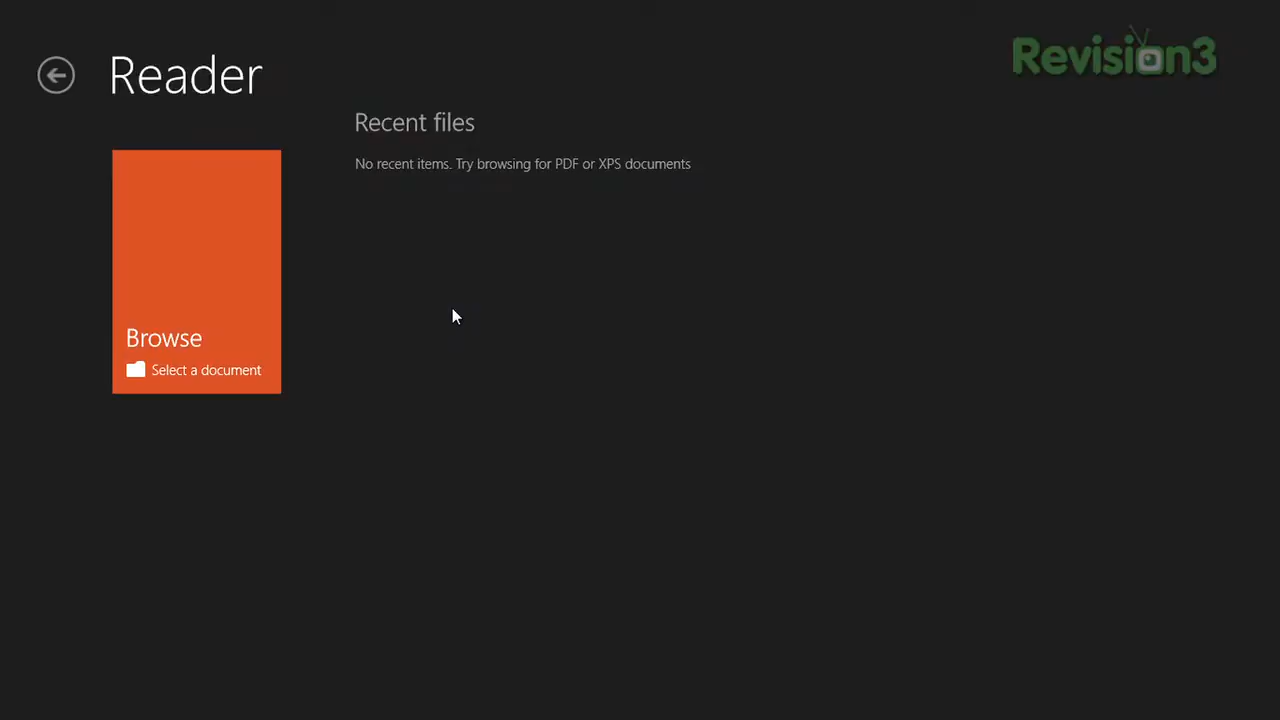 Reader
Revision3
Recent files
No recent items. Try browsing for PDF or XPS documents
Browse
Select a document